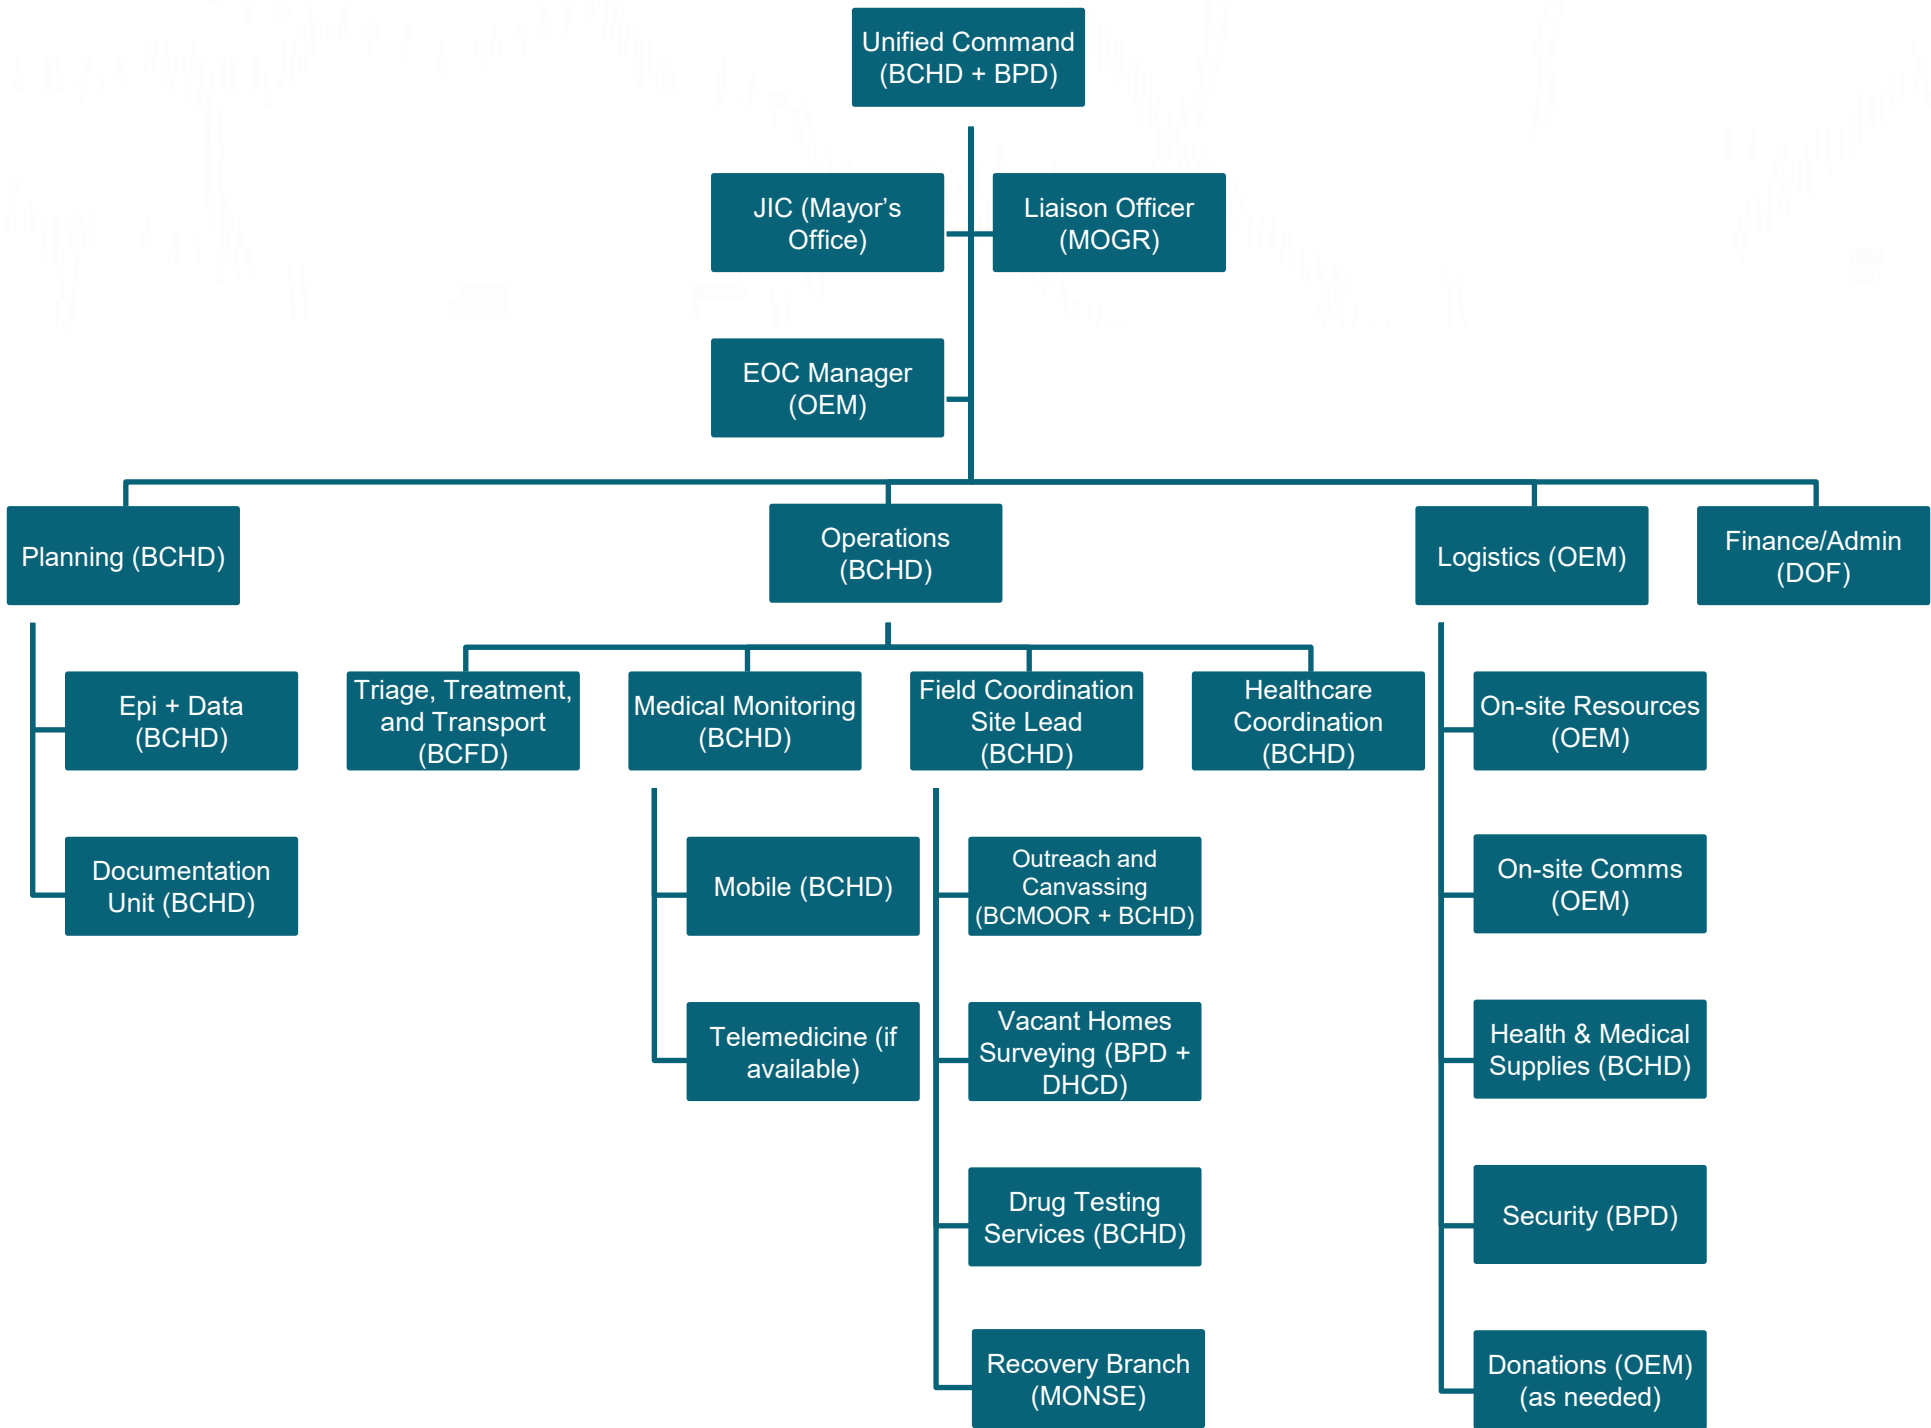 Unified Command
(BCHD + BPD)
JIC (Mayor’s
Office)
Liaison Officer
(MOGR)
EOC Manager
(OEM)
Planning (BCHD)
Operations
(BCHD)
Logistics (OEM)
Finance/Admin
(DOF)
Epi + Data
(BCHD)
Triage, Treatment,
and Transport
(BCFD)
Medical Monitoring
(BCHD)
Field Coordination
Site Lead
(BCHD)
Healthcare
Coordination
(BCHD)
On-site Resources
(OEM)
Documentation
Unit (BCHD)
Mobile (BCHD)
Outreach and
Canvassing
(BCMOOR + BCHD)
On-site Comms
(OEM)
Telemedicine (if
available)
Vacant Homes
Surveying (BPD +
DHCD)
Health & Medical
Supplies (BCHD)
Drug Testing
Services (BCHD)
Security (BPD)
Recovery Branch
(MONSE)
Donations (OEM)
(as needed)